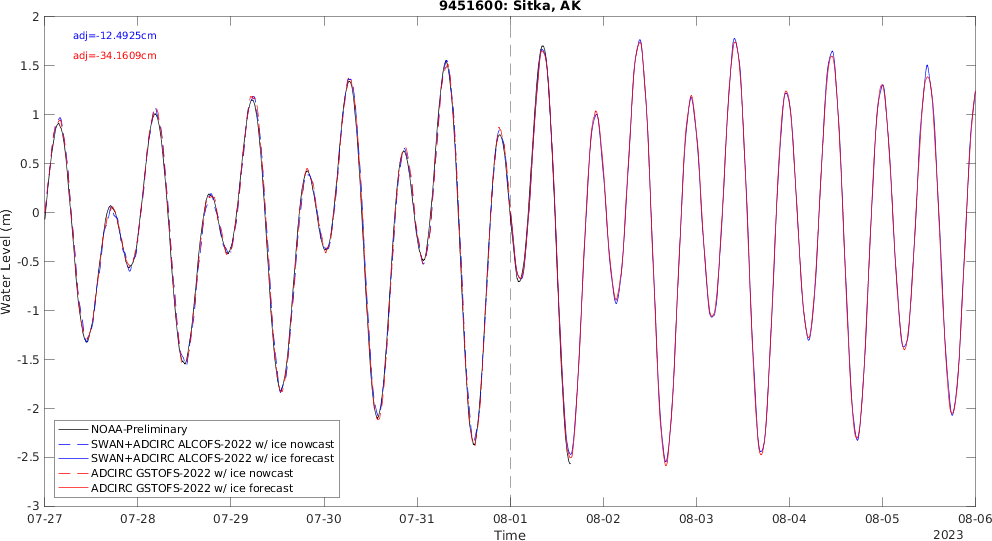 9451600: Sitka, AK
adj=-12.4925cm
adj=-34.1609cm
2
1.5
1
0.5
0
-0.5
-1
-1.5
-2
-2.5
-3
Water Level (m)
NOAA-Preliminary
SWAN+ADCIRC ALCOFS-2022 w/ ice nowcast
SWAN+ADCIRC ALCOFS-2022 w/ ice forecast
ADCIRC GSTOFS-2022 w/ ice nowcast
ADCIRC GSTOFS-2022 w/ ice forecast
07-27 07-28 07-29 07-30 07-31 08-01 08-02 08-03 08-04 08-05 08-06
Time
2023